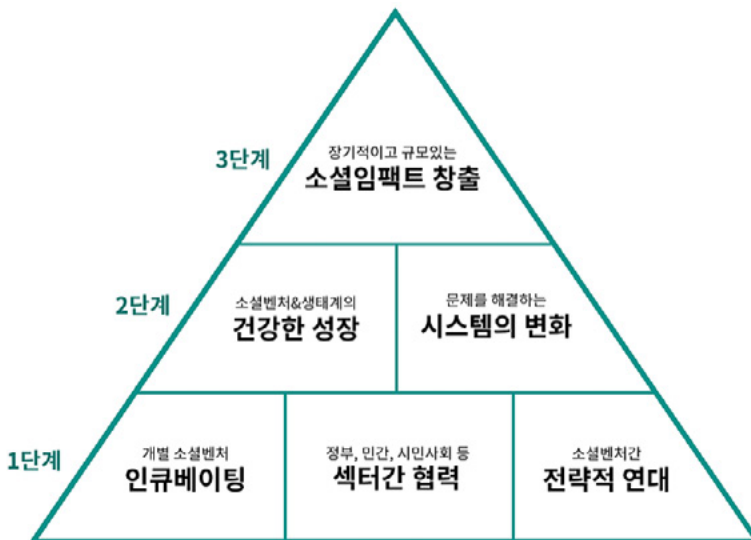 3단계
장기적이고 규모있는
소셜임팩트 창출
2단계
소셜벤처&생태계의
건강한 성장
문제를 해결하는
시스템의 변화
1단계
개별 소셜벤처
인큐베이팅
정부, 민간, 시민사회 등
섹터간 협력
소셜벤처간
전략적 연대